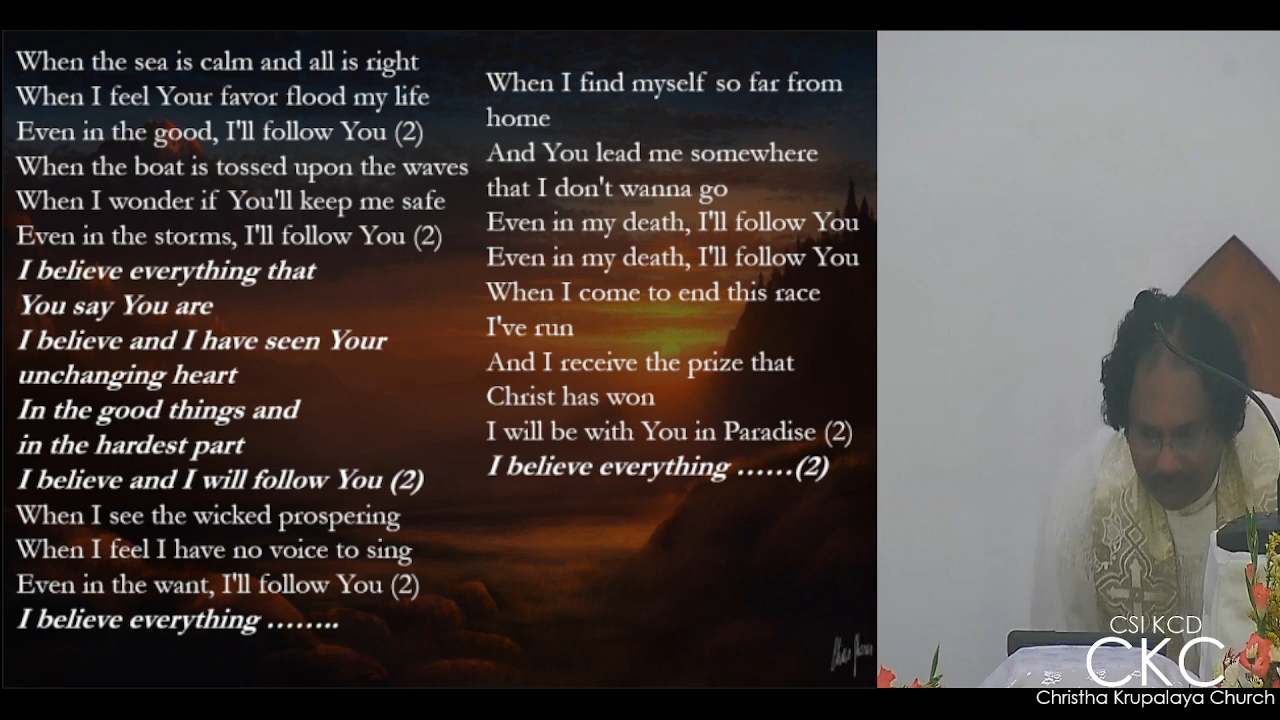 When the sea is calm and all is right
When I feel Your favor flood my life
Even in the good, I'll follow You (2)
When the boat is tossed upon the waves
When I wonder if You'll keep me safe
Even in the storms, I'll follow You (2)
I believe everything that
You say You are
I believe and I have seen Your
unchanging heart
In the good things and
in the hardest part
I believe and I will follow You (2)
When I see the wicked prospering
When I feel I have no voice to sing
Even in the want, I'll follow You (2)
I believe everything ……..
When I find myself so far from
home
And You lead me somewhere
that I don't wanna go
Even in my death, I'll follow You
Even in my death, I'll follow You
When I come to end this race
I've run
And I receive the prize that
Christ has won
I will be with You in Paradise (2)
I believe everything ……(2)
CSI KCD
CKC
Christha Krupalaya Church